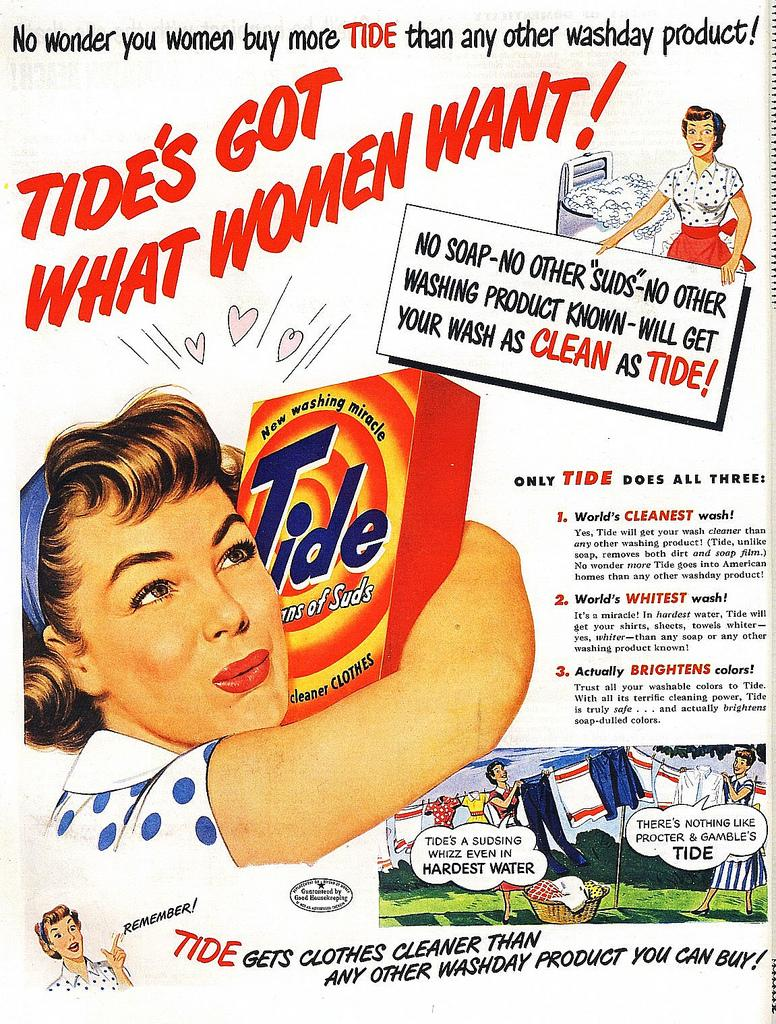 No wonder you women buy more TIDE than any other washday product!
TIDE'S GOT
WHAT WOMEN WANT!
NO SOAP-NO OTHER "SUDS"-NO OTHER
WASHING PRODUCT KNOWN-WILL GET
YOUR WASH AS CLEAN AS TIDE!
New washing miracle
Tide
ns of Suds
cleaner CLOTHES
ONLY TIDE DOES ALL THREE:
1. World's CLEANEST wash!
Yes, Tide will get your wash cleaner than
any other washing product! (Tide, unlike
soap, removes both dirt and soap film.)
No wonder more Tide goes into American
homes than any other washday product!
2. World's WHITEST wash!
It's a miracle! In hardest water, Tide will
get your shirts, sheets, towels whiter—
yes, whiter—than any soap or any other
washing product known!
3. Actually BRIGHTENS colors!
Trust all your washable colors to Tide.
With all its terrific cleaning power, Tide
is truly safe . . . and actually brightens
soap-dulled colors.
TIDE'S A SUDSING
WHIZZ EVEN IN
HARDEST WATER
THERE'S NOTHING LIKE
PROCTER & GAMBLE'S
TIDE
Guaranteed by
Good Housekeeping
REMEMBER!
TIDE GETS CLOTHES CLEANER THAN
ANY OTHER WASHDAY PRODUCT YOU CAN BUY!